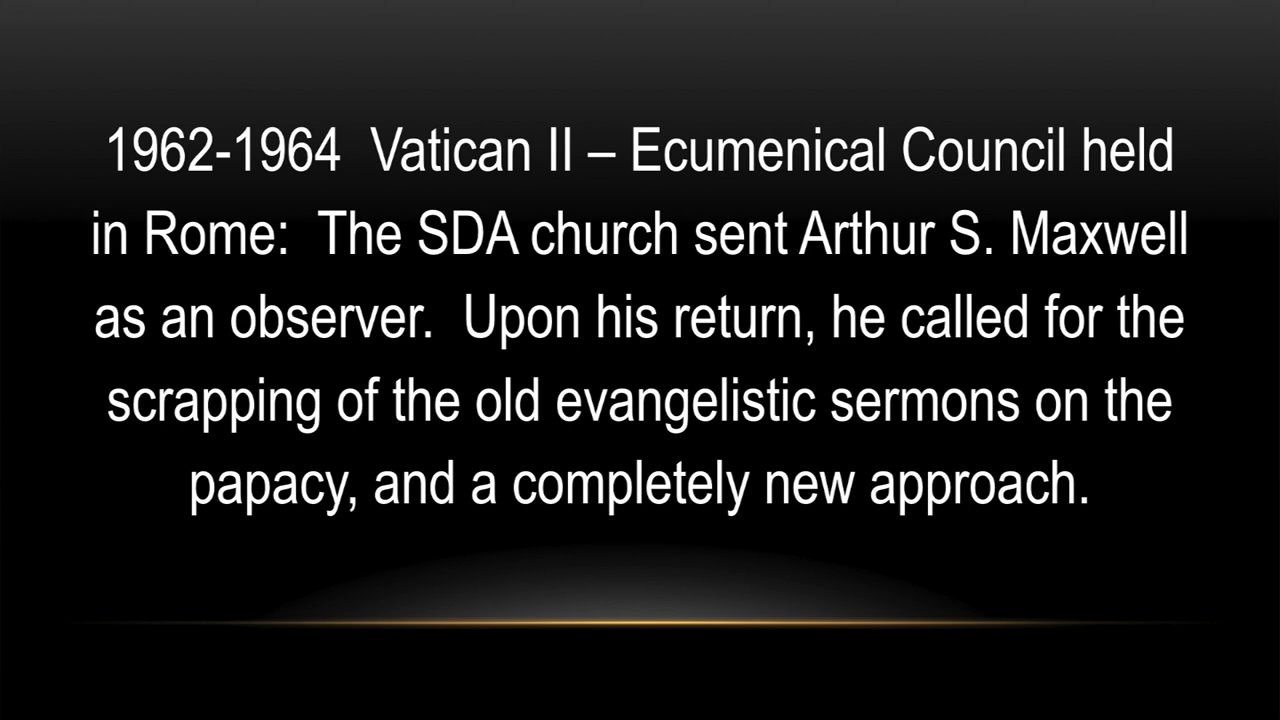 1962-1964  Vatican II – Ecumenical Council held
in Rome:  The SDA church sent Arthur S. Maxwell
as an observer.  Upon his return, he called for the
scrapping of the old evangelistic sermons on the
papacy, and a completely new approach.